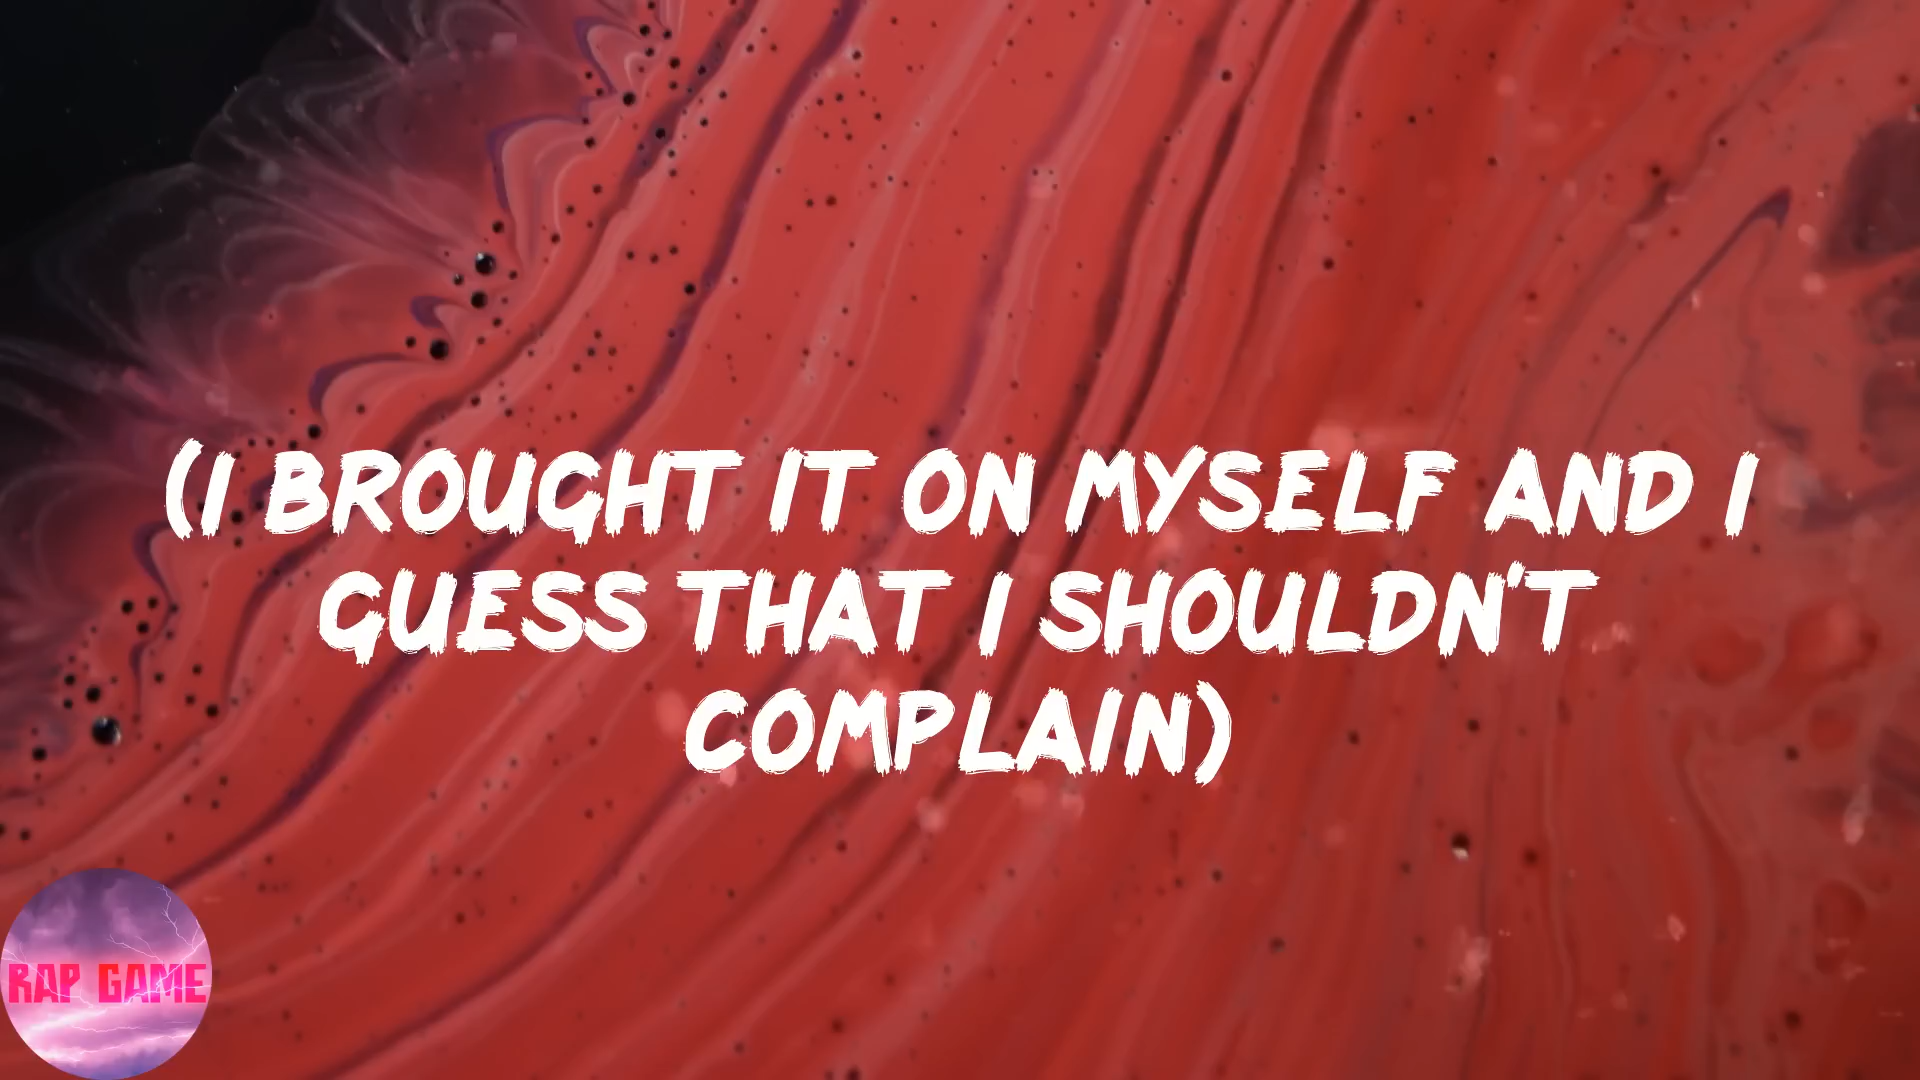 (I BROUGHT IT ON MYSELF AND I
GUESS THAT I SHOULDN'T
COMPLAIN)
RAP GAME